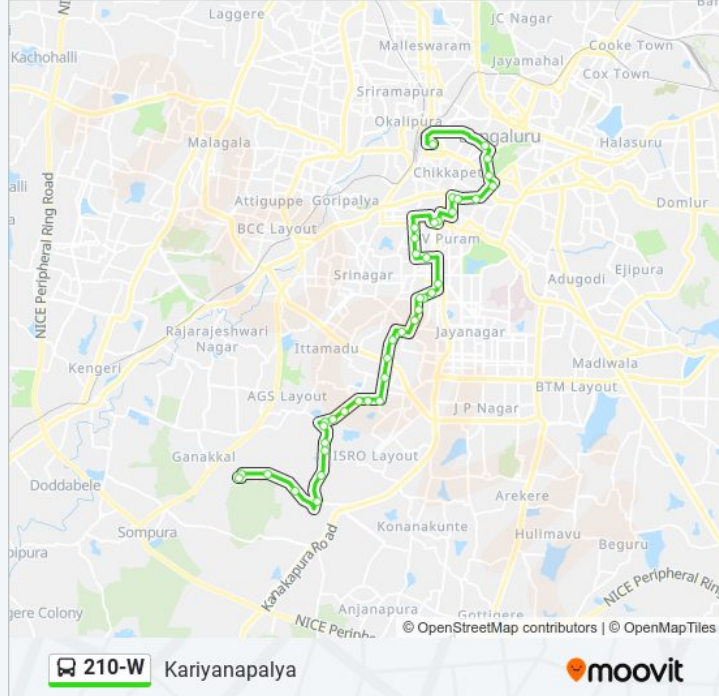 Laggere
JC Nagar
Malleswaram
Cooke Town
Kachohalli
Jayamahal
Cox Town
Sriramapura
Okalipura
Malagala
Bengaluru
Halasuru
Chikkapet
Attiguppe
Goripalya
Domlur
BCC Layout
V Puram
NICE Peripheral Ring Road
Srinagar
Ejipura
Adugodi
Rajarajeshwari
Nagar
Ittamadu
Jayanagar
Kengeri
Madiwala
AGS Layout
BTM Layout
J P Nagar
Ganakkal
ISRO Layout
Doddabele
Arekere
Sompura
Konanakunte
Hulimavu
Beguru
Kanakapura Road
NICE Peripheral Ring
Anjanapura
Gottigere
gere Colony
NICE Periphe
© OpenStreetMap contributors | © OpenMapTiles
210-W Kariyanapalya
moovit